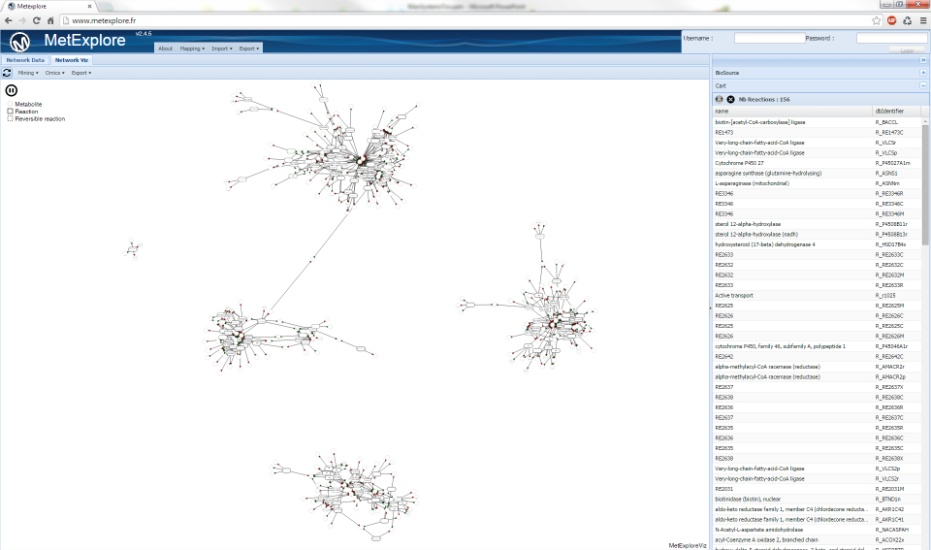 Metexplore
www.metexplore.fr
MetExplore
v2.4.5
About Mapping Import Export
Username :
Password :
Network Data Network Viz
Mining Omics Export
Metabolite
Reaction
Reversible reaction
BioSource
Cart
Nb Reactions : 156
name dbIdentifier
biotin-[acetyl-CoA-carboxylase] ligase R_BACCL
RE1473 R_RE1473C
Very-long-chain-fatty-acid-CoA ligase R_VLCSr
Very-long-chain-fatty-acid-CoA ligase R_VLCSp
Cytochrome P450 27 R_P45027A1m
asparagine synthase (glutamine-hydrolysing) R_ASNS1
L-asparaginase (mitochondrial) R_ASNNm
RE3346 R_RE3346R
RE3346 R_RE3346C
RE3346 R_RE3346M
sterol 12-alpha-hydroxylase R_P4508B11r
sterol 12-alpha-hydroxylase (nadh) R_P4508B13r
hydroxysteroid (17-beta) dehydrogenase 4 R_HSD17B4x
RE2633 R_RE2633C
RE2632 R_RE2632C
RE2632 R_RE2632M
RE2633 R_RE2633R
Active transport R_r1025
RE2625 R_RE2625M
RE2626 R_RE2626C
RE2625 R_RE2625C
RE2626 R_RE2626M
cytochrome P450, family 46, subfamily A, polypeptide 1 R_P45046A1r
RE2642 R_RE2642C
alpha-methylacyl-CoA racemase (reductase) R_AMACR2r
alpha-methylacyl-CoA racemase (reductase) R_AMACR2p
RE2637 R_RE2637X
RE2638 R_RE2638C
RE2636 R_RE2636R
RE2637 R_RE2637C
RE2635 R_RE2635R
RE2636 R_RE2636C
RE2635 R_RE2635C
RE2638 R_RE2638X
Very-long-chain-fatty-acid-CoA ligase R_VLCS2p
Very-long-chain-fatty-acid-CoA ligase R_VLCS2r
RE2031 R_RE2031M
biotinidase (biotin), nuclear R_BTND1n
aldo-keto reductase family 1, member C4 (chlordecone reducta... R_AKR1C42
aldo-keto reductase family 1, member C4 (chlordecone reducta... R_AKR1C41
N-Acetyl-L-aspartate amidohydrolase R_NACASPAH
acyl-Coenzyme A oxidase 2, branched chain R_ACOX22x
MetExploreViz